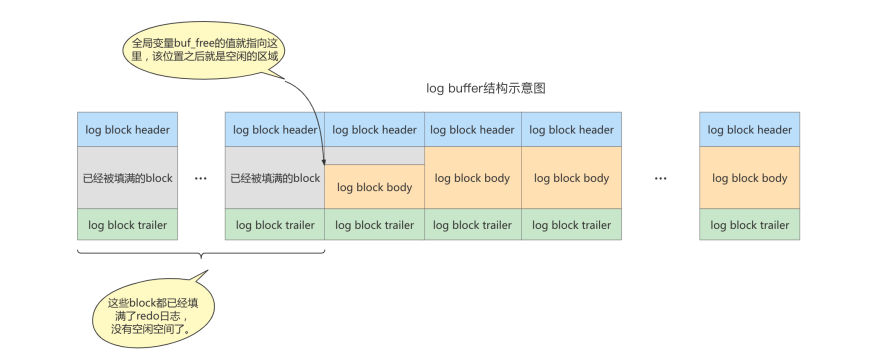 全局变量buf_free的值就指向这
里，该位置之后就是空闲的区域
log buffer结构示意图
log block header
log block header
log block header
log block header
log block header
log block header
已经被填满的block
...
已经被填满的block
log block body
log block body
log block body
...
log block body
log block trailer
log block trailer
log block trailer
log block trailer
log block trailer
log block trailer
这些block都已经填
满了redo日志，
没有空闲空间了。